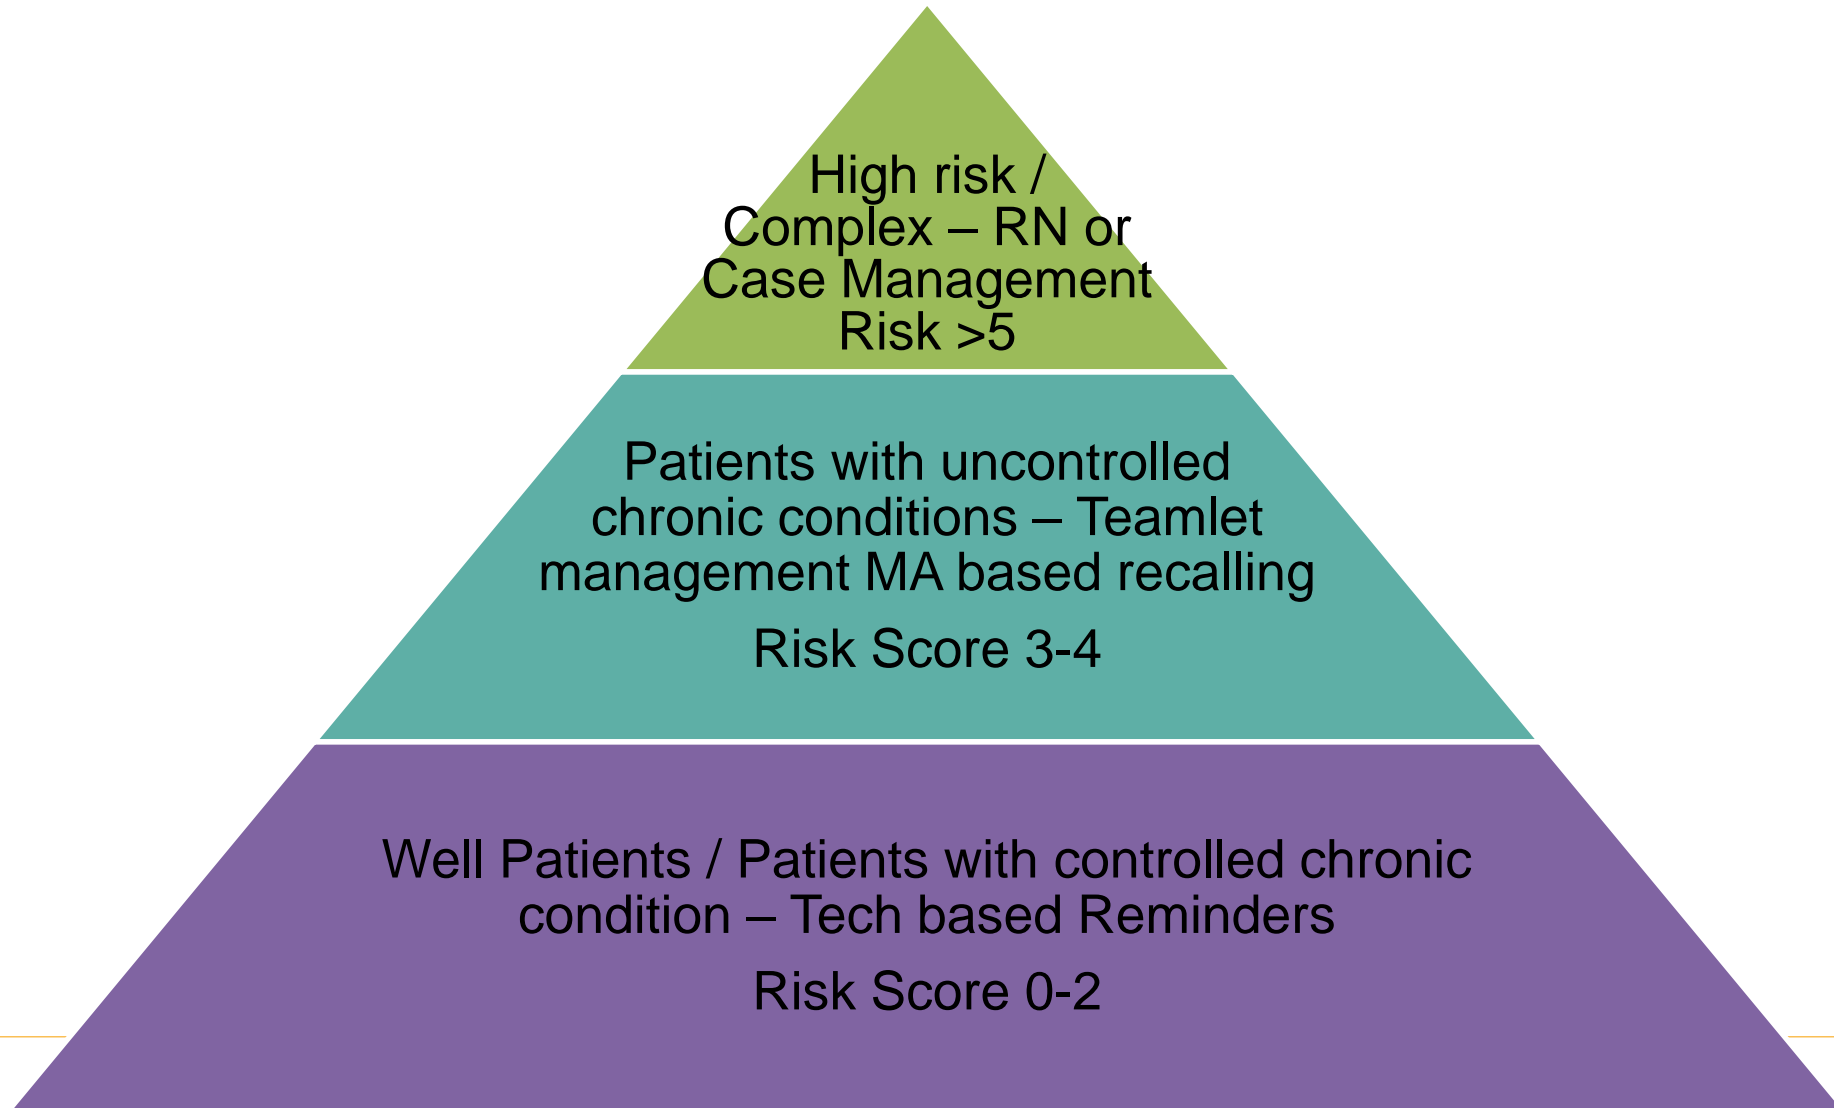 High risk /
Complex – RN or
Case Management
Risk >5
Patients with uncontrolled
chronic conditions – Teamlet
management MA based recalling
Risk Score 3-4
Well Patients / Patients with controlled chronic
condition – Tech based Reminders
Risk Score 0-2